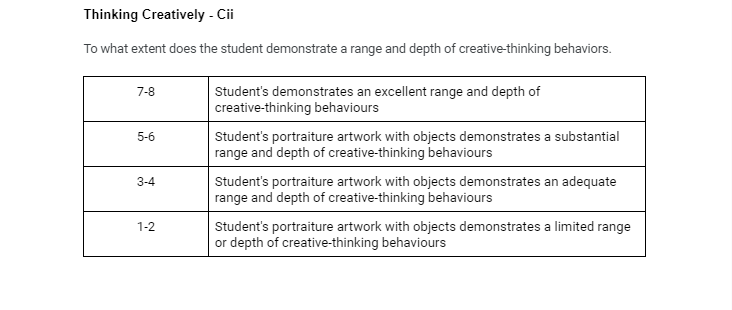 Thinking Creatively - Cii
To what extent does the student demonstrate a range and depth of creative-thinking behaviors.
7-8
Student's demonstrates an excellent range and depth of
creative-thinking behaviours
5-6
Student's portraiture artwork with objects demonstrates a substantial
range and depth of creative-thinking behaviours
3-4
Student's portraiture artwork with objects demonstrates an adequate
range and depth of creative-thinking behaviours
1-2
Student's portraiture artwork with objects demonstrates a limited range
or depth of creative-thinking behaviours